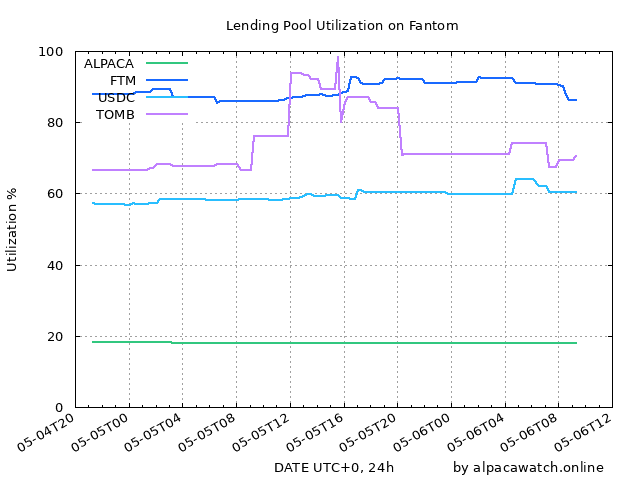 Lending Pool Utilization on Fantom
Utilization %
100
80
60
40
20
0
ALPACA
FTM
USDC
TOMB
05-04T20
05-05T00
05-05T04
05-05T08
05-05T12
05-05T16
05-05T20
05-06T00
05-06T04
05-06T08
05-06T12
DATE UTC+0, 24h
by alpacawatch.online